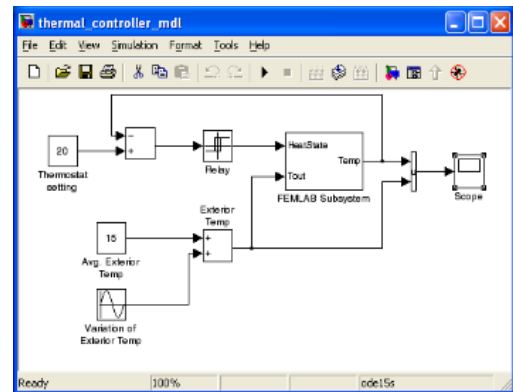 thermal_controller_mdl
File Edit View Simulation Format Tools Help
20
Thermostat
setting
−
+
Relay
HeatState
Tout
Temp
FEMLAB Subsystem
Scope
Exterior
Temp
+
+
15
Avg. Exterior
Temp
Variation of
Exterior Temp
Ready 100% ode15s